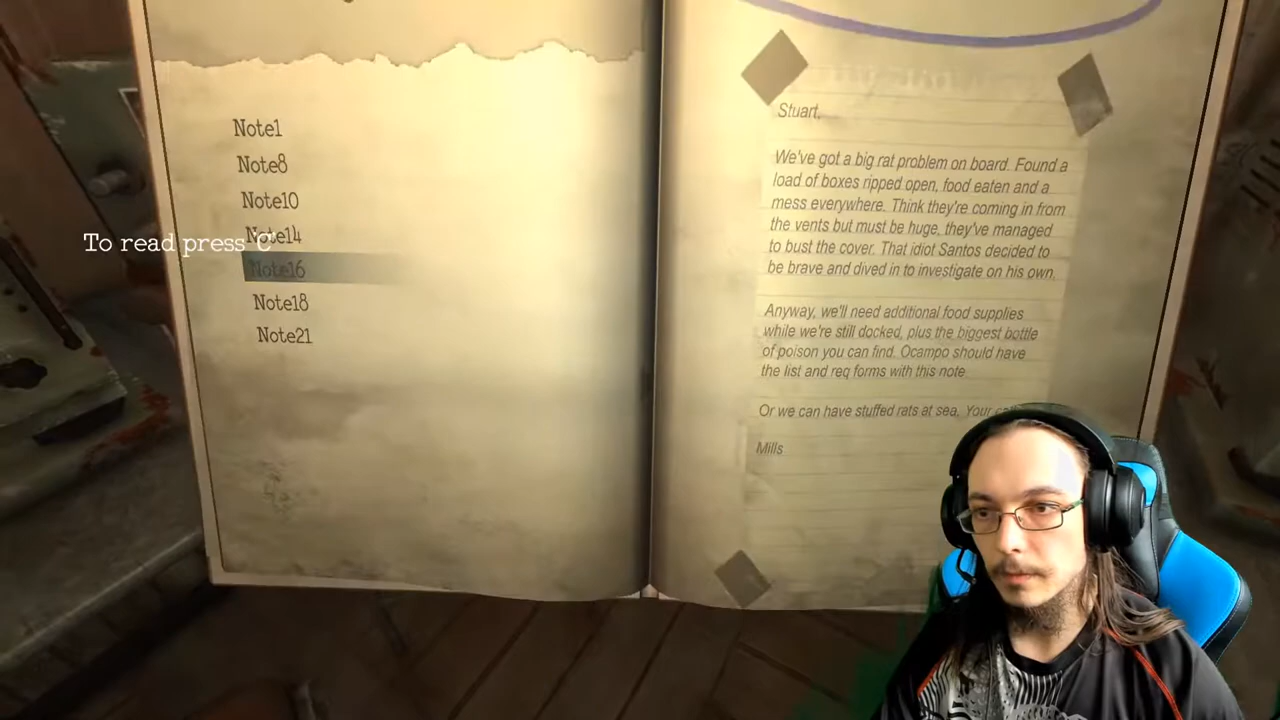 Note1
Note8
Note10
Note14
To read press C
Note16
Note18
Note21
Stuart,
We've got a big rat problem on board. Found a
load of boxes ripped open, food eaten and a
mess everywhere. Think they're coming in from
the vents but must be huge, they've managed
to bust the cover. That idiot Santos decided to
be brave and dived in to investigate on his own.
Anyway, we'll need additional food supplies
while we're still docked, plus the biggest bottle
of poison you can find. Ocampo should have
the list and req forms with this note
Or we can have stuffed rats at sea. Your
Mills